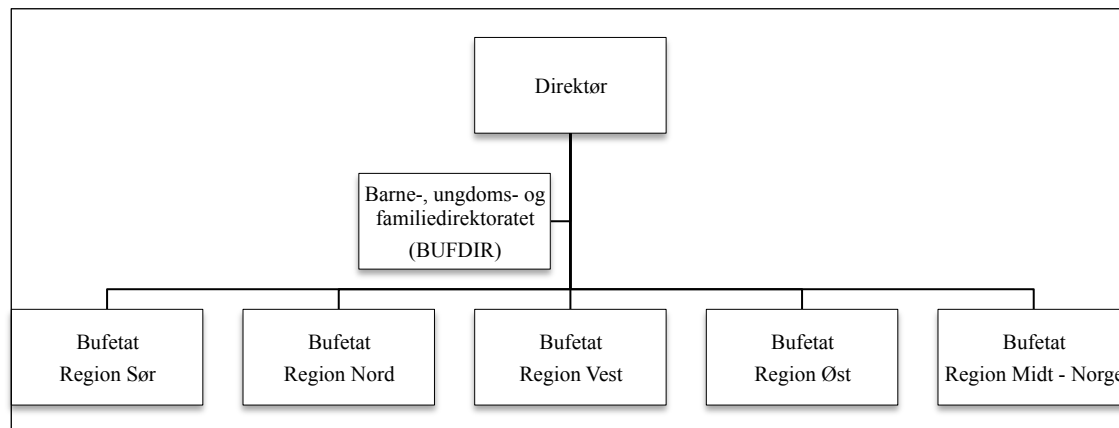 Direktør
Barne-, ungdoms- og
familiedirektoratet
(BUFDIR)
Bufetat
Region Sør
Bufetat
Region Nord
Bufetat
Region Vest
Bufetat
Region Øst
Bufetat
Region Midt - Norge